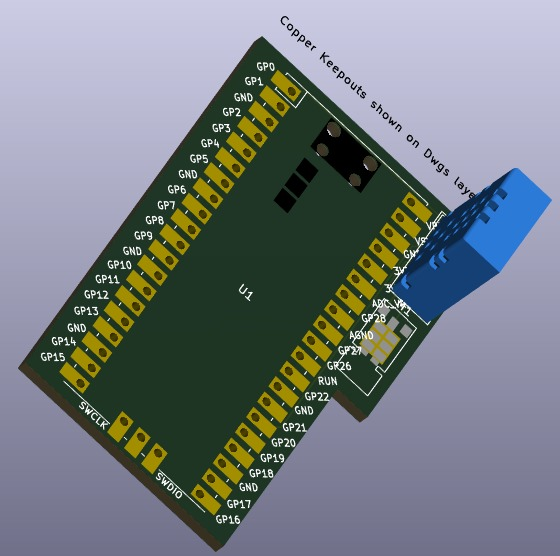 Copper Keepouts shown on Dwgs laye
GP0
GP1
GND
GP2
GP3
GP4
GP5
GND
GP6
GP7
GP8
GP9
GND
GP10
GP11
GP12
GP13
GND
GP14
GP15
U1
SWCLK
SWDIO
ADC_V
GP28
AGND
GP27
GP26
RUN
GP22
GND
GP21
GP20
GP19
GP18
GND
GP17
GP16